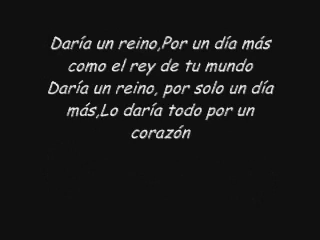 Daría un reino,Por un día más
como el rey de tu mundo
Daría un reino, por solo un día
más,Lo daría todo por un
corazón